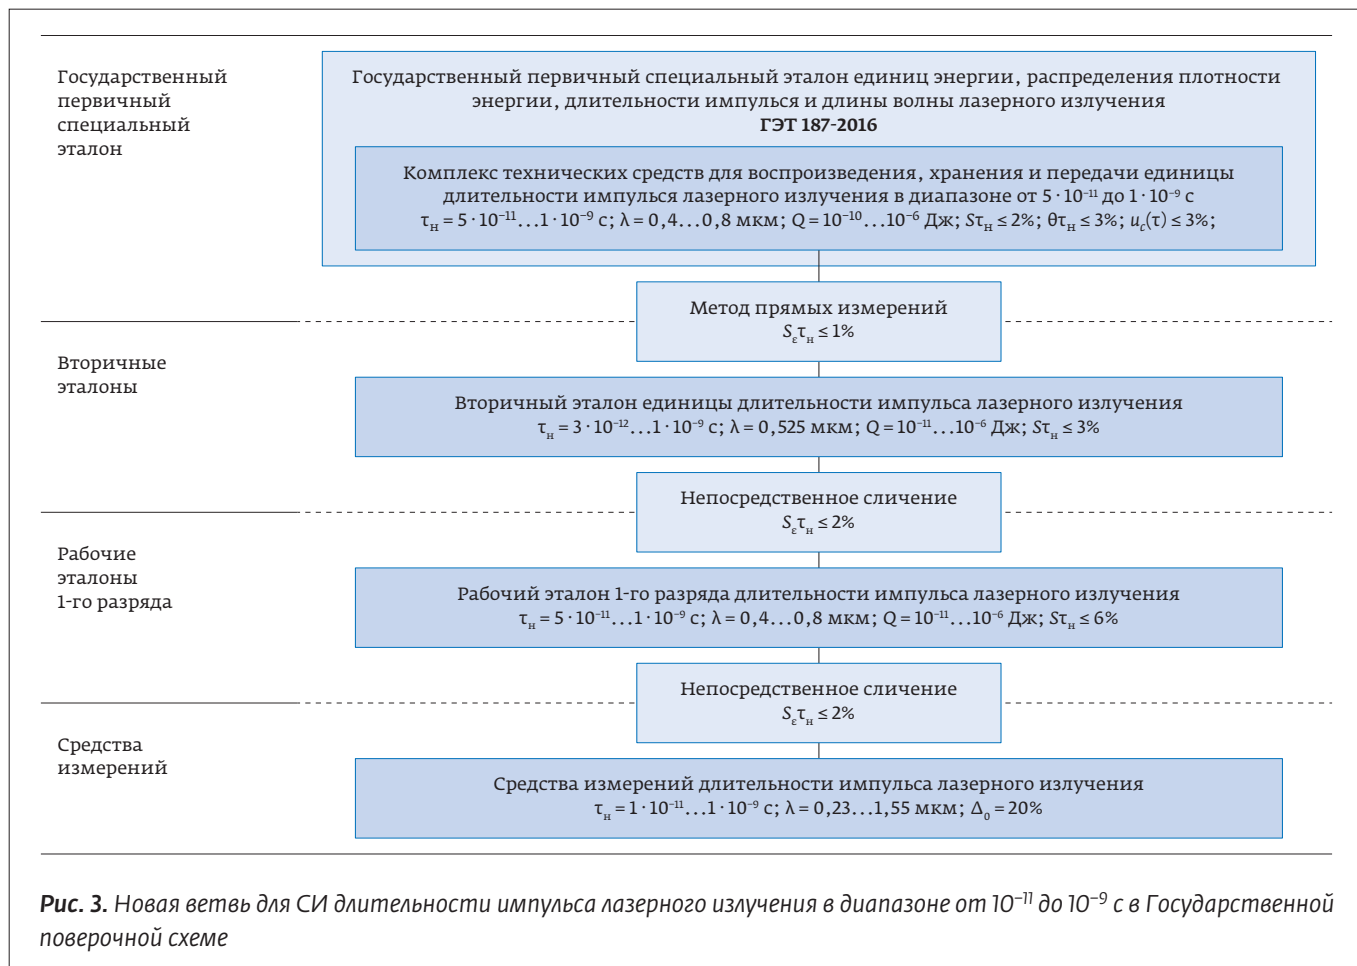 Государственный
первичный
специальный
эталон
Государственный первичный специальный эталон единиц энергии, распределения плотности
энергии, длительности импулься и длины волны лазерного излучения
ГЭТ 187-2016
Комплекс технических средств для воспроизведения, хранения и передачи единицы
длительности импулься лазерного излучения в диапазоне от 5·10⁻¹¹ до 1·10⁻⁹ с
τн = 5·10⁻¹¹…1·10⁻⁹ с; λ = 0,4…0,8 мкм; Q = 10⁻¹⁰…10⁻⁶ Дж; Sτн ≤ 2%; θτн ≤ 3%; uc(τ) ≤ 3%;
Метод прямых измерений
Sετн ≤ 1%
Вторичные
эталоны
Вторичный эталон единицы длительности импульса лазерного излучения
τн = 3·10⁻¹²…1·10⁻⁹ с; λ = 0,525 мкм; Q = 10⁻¹¹…10⁻⁶ Дж; Sτн ≤ 3%
Непосредственное сличение
Sετн ≤ 2%
Рабочие
эталоны
1-го разряда
Рабочий эталон 1-го разряда длительности импульса лазерного излучения
τн = 5·10⁻¹¹…1·10⁻⁹ с; λ = 0,4…0,8 мкм; Q = 10⁻¹¹…10⁻⁶ Дж; Sτн ≤ 6%
Непосредственное сличение
Sετн ≤ 2%
Средства
измерений
Средства измерений длительности импульса лазерного излучения
τн = 1·10⁻¹¹…1·10⁻⁹ с; λ = 0,23…1,55 мкм; Δ₀ = 20%
Рис. 3. Новая ветвь для СИ длительности импульса лазерного излучения в диапазоне от 10⁻¹¹ до 10⁻⁹ с в Государственной
поверочной схеме